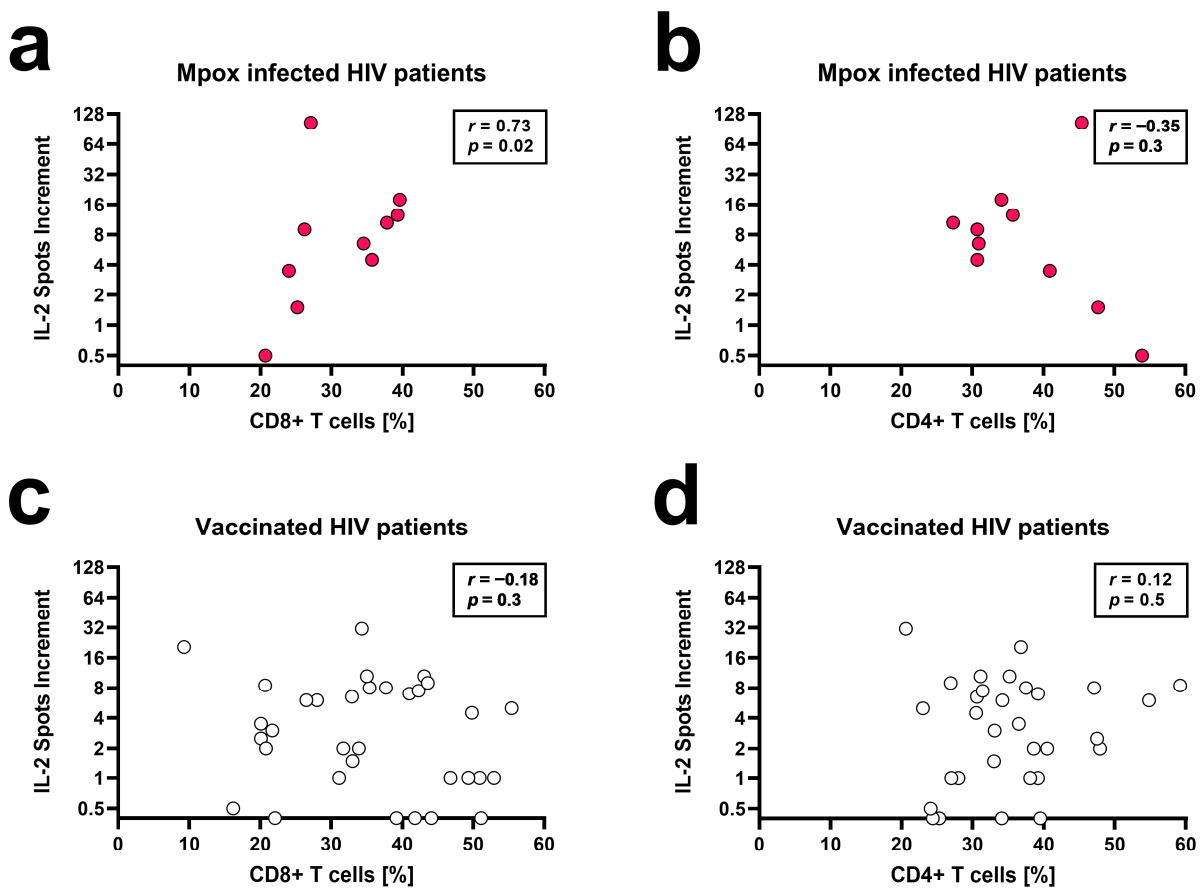 a
Mpox infected HIV patients
r = 0.73
p = 0.02
IL-2 Spots Increment
128
64
32
16
8
4
2
1
0.5
0 10 20 30 40 50 60
CD8+ T cells [%]
b
Mpox infected HIV patients
r = −0.35
p = 0.3
IL-2 Spots Increment
128
64
32
16
8
4
2
1
0.5
0 10 20 30 40 50 60
CD4+ T cells [%]
c
Vaccinated HIV patients
r = −0.18
p = 0.3
IL-2 Spots Increment
128
64
32
16
8
4
2
1
0.5
0 10 20 30 40 50 60
CD8+ T cells [%]
d
Vaccinated HIV patients
r = 0.12
p = 0.5
IL-2 Spots Increment
128
64
32
16
8
4
2
1
0.5
0 10 20 30 40 50 60
CD4+ T cells [%]